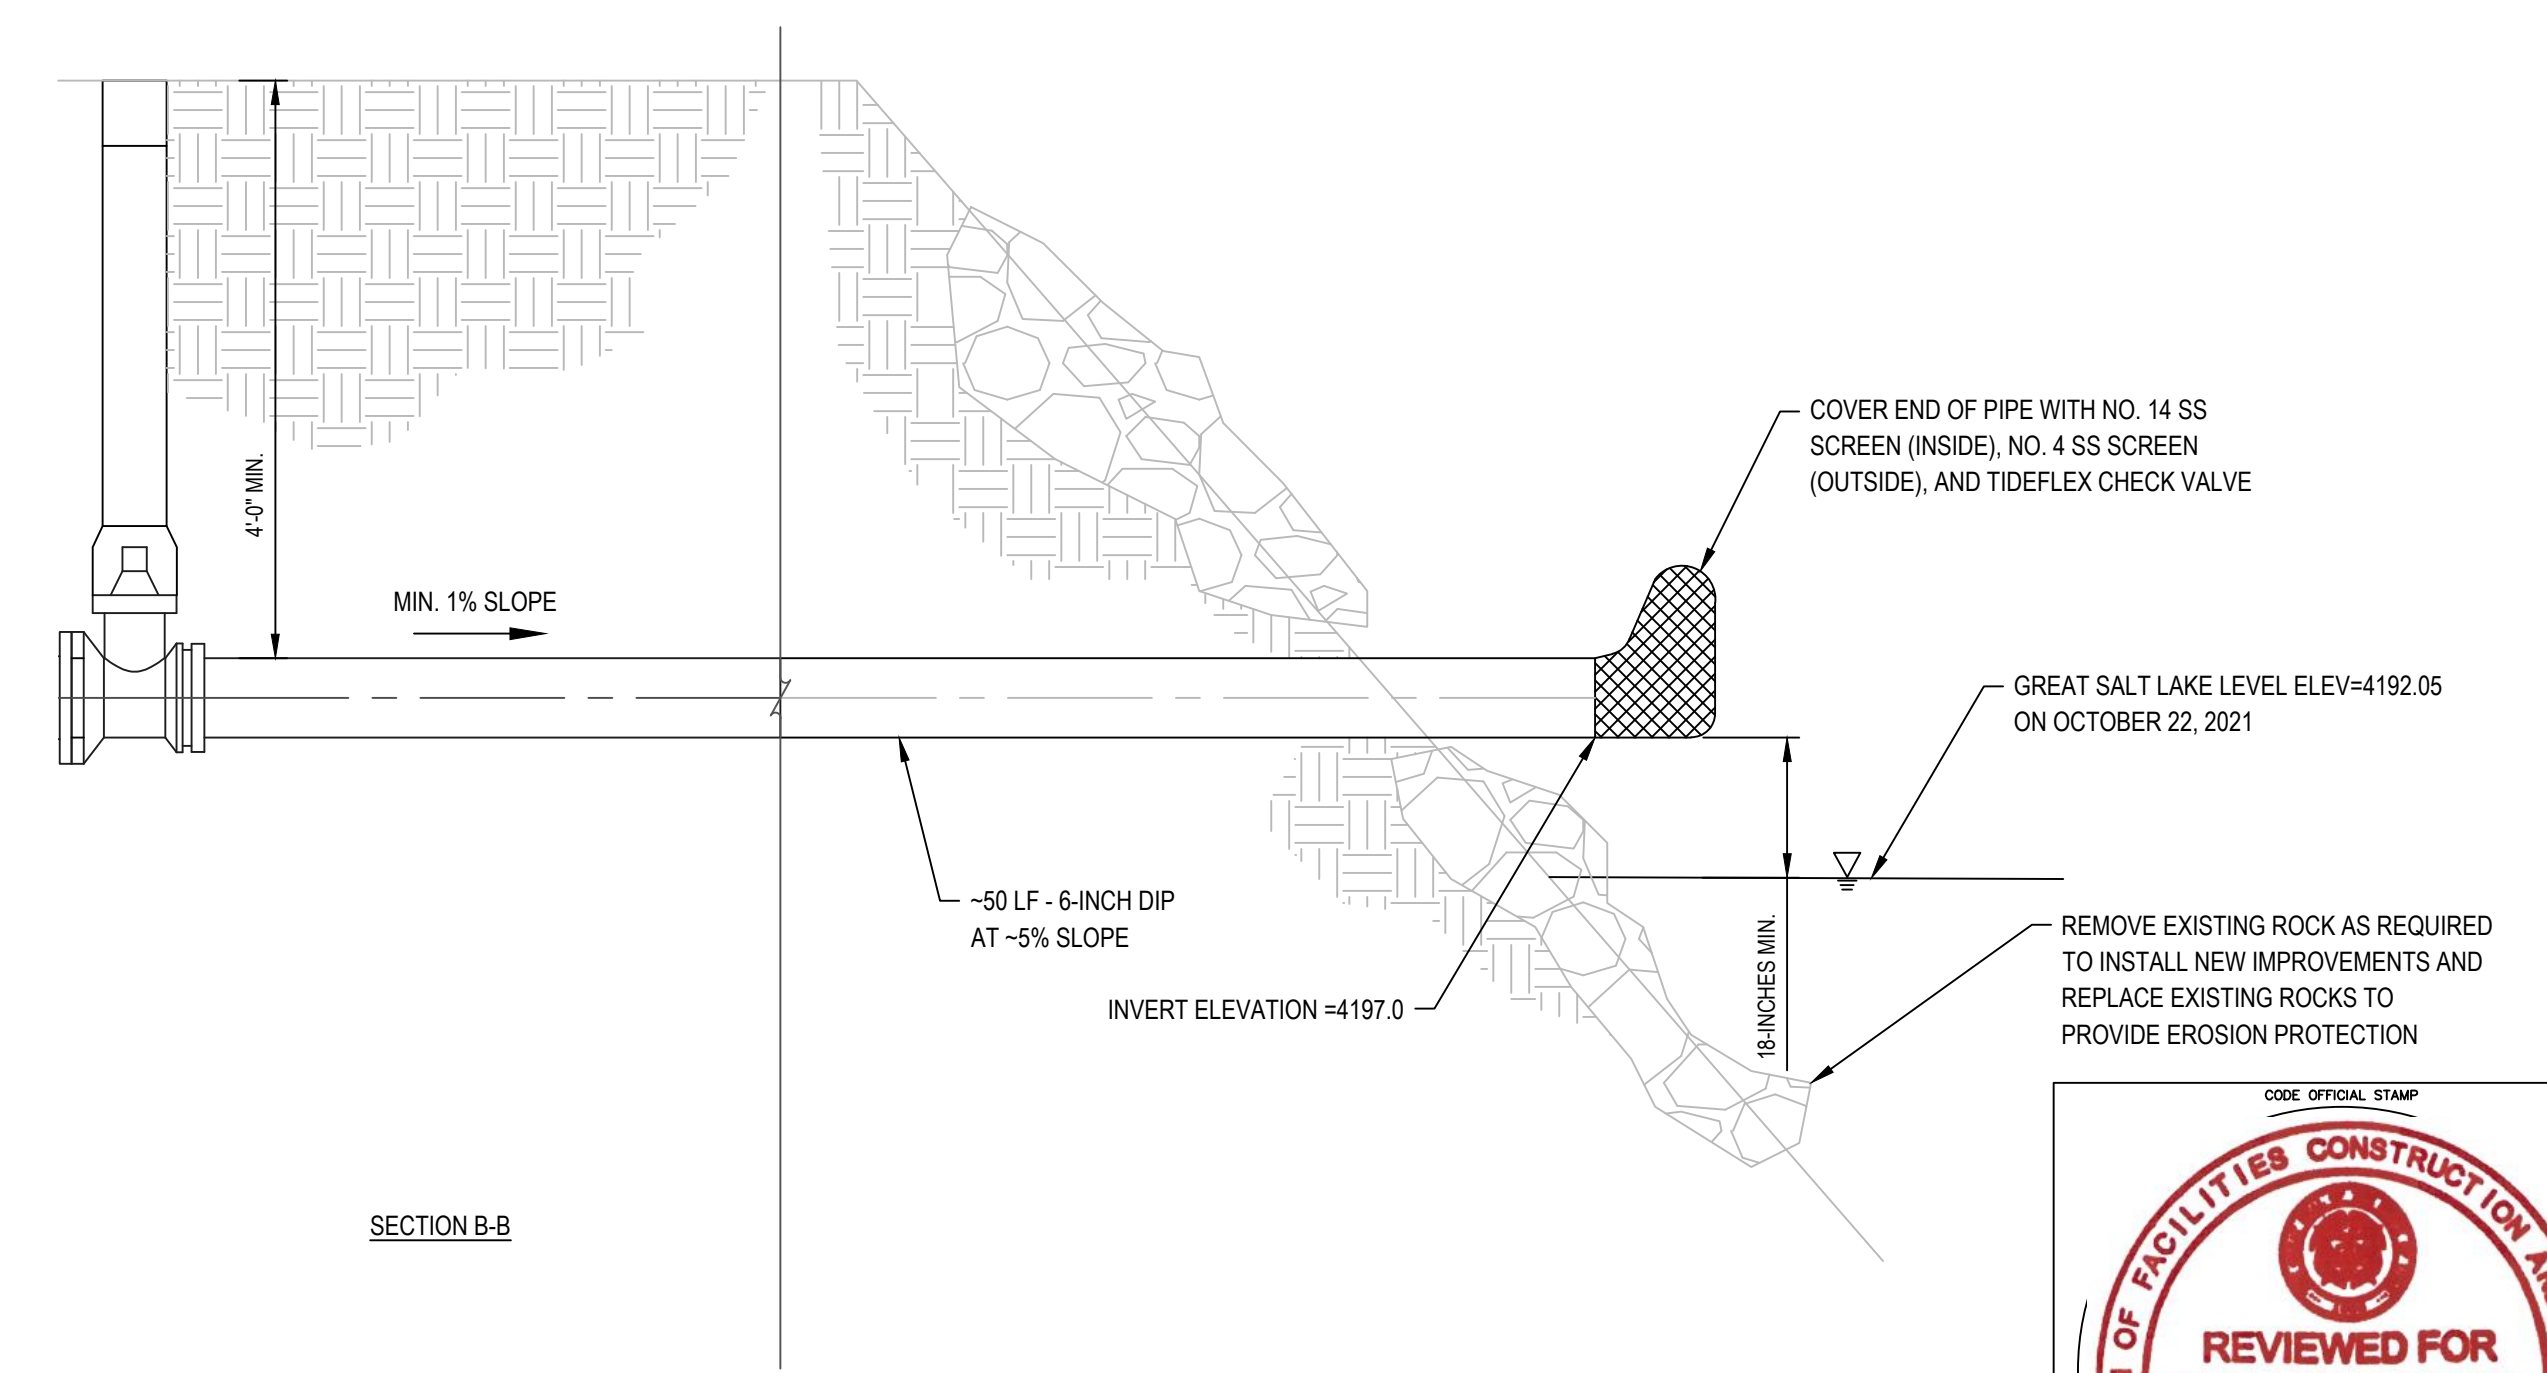 COVER END OF PIPE WITH NO. 14 SS
SCREEN (INSIDE), NO. 4 SS SCREEN
(OUTSIDE), AND TIDEFLEX CHECK VALVE
4'-0" MIN.
MIN. 1% SLOPE
GREAT SALT LAKE LEVEL ELEV=4192.05
ON OCTOBER 22, 2021
~50 LF - 6-INCH DIP
AT ~5% SLOPE
INVERT ELEVATION =4197.0
18-INCHES MIN.
REMOVE EXISTING ROCK AS REQUIRED
TO INSTALL NEW IMPROVEMENTS AND
REPLACE EXISTING ROCKS TO
PROVIDE EROSION PROTECTION
SECTION B-B
CODE OFFICIAL STAMP
OF FACILITIES CONSTRUCTION
REVIEWED FOR